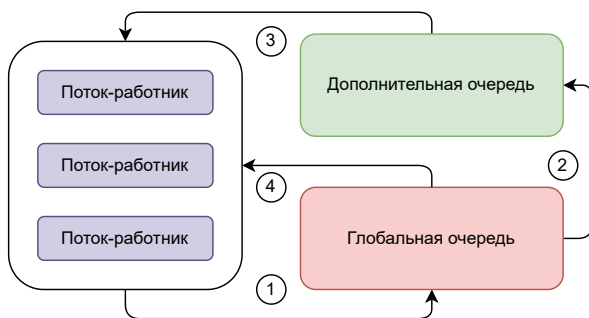 3
Дополнительная очередь
Поток-работник
Поток-работник
2
4
Поток-работник
Глобальная очередь
1